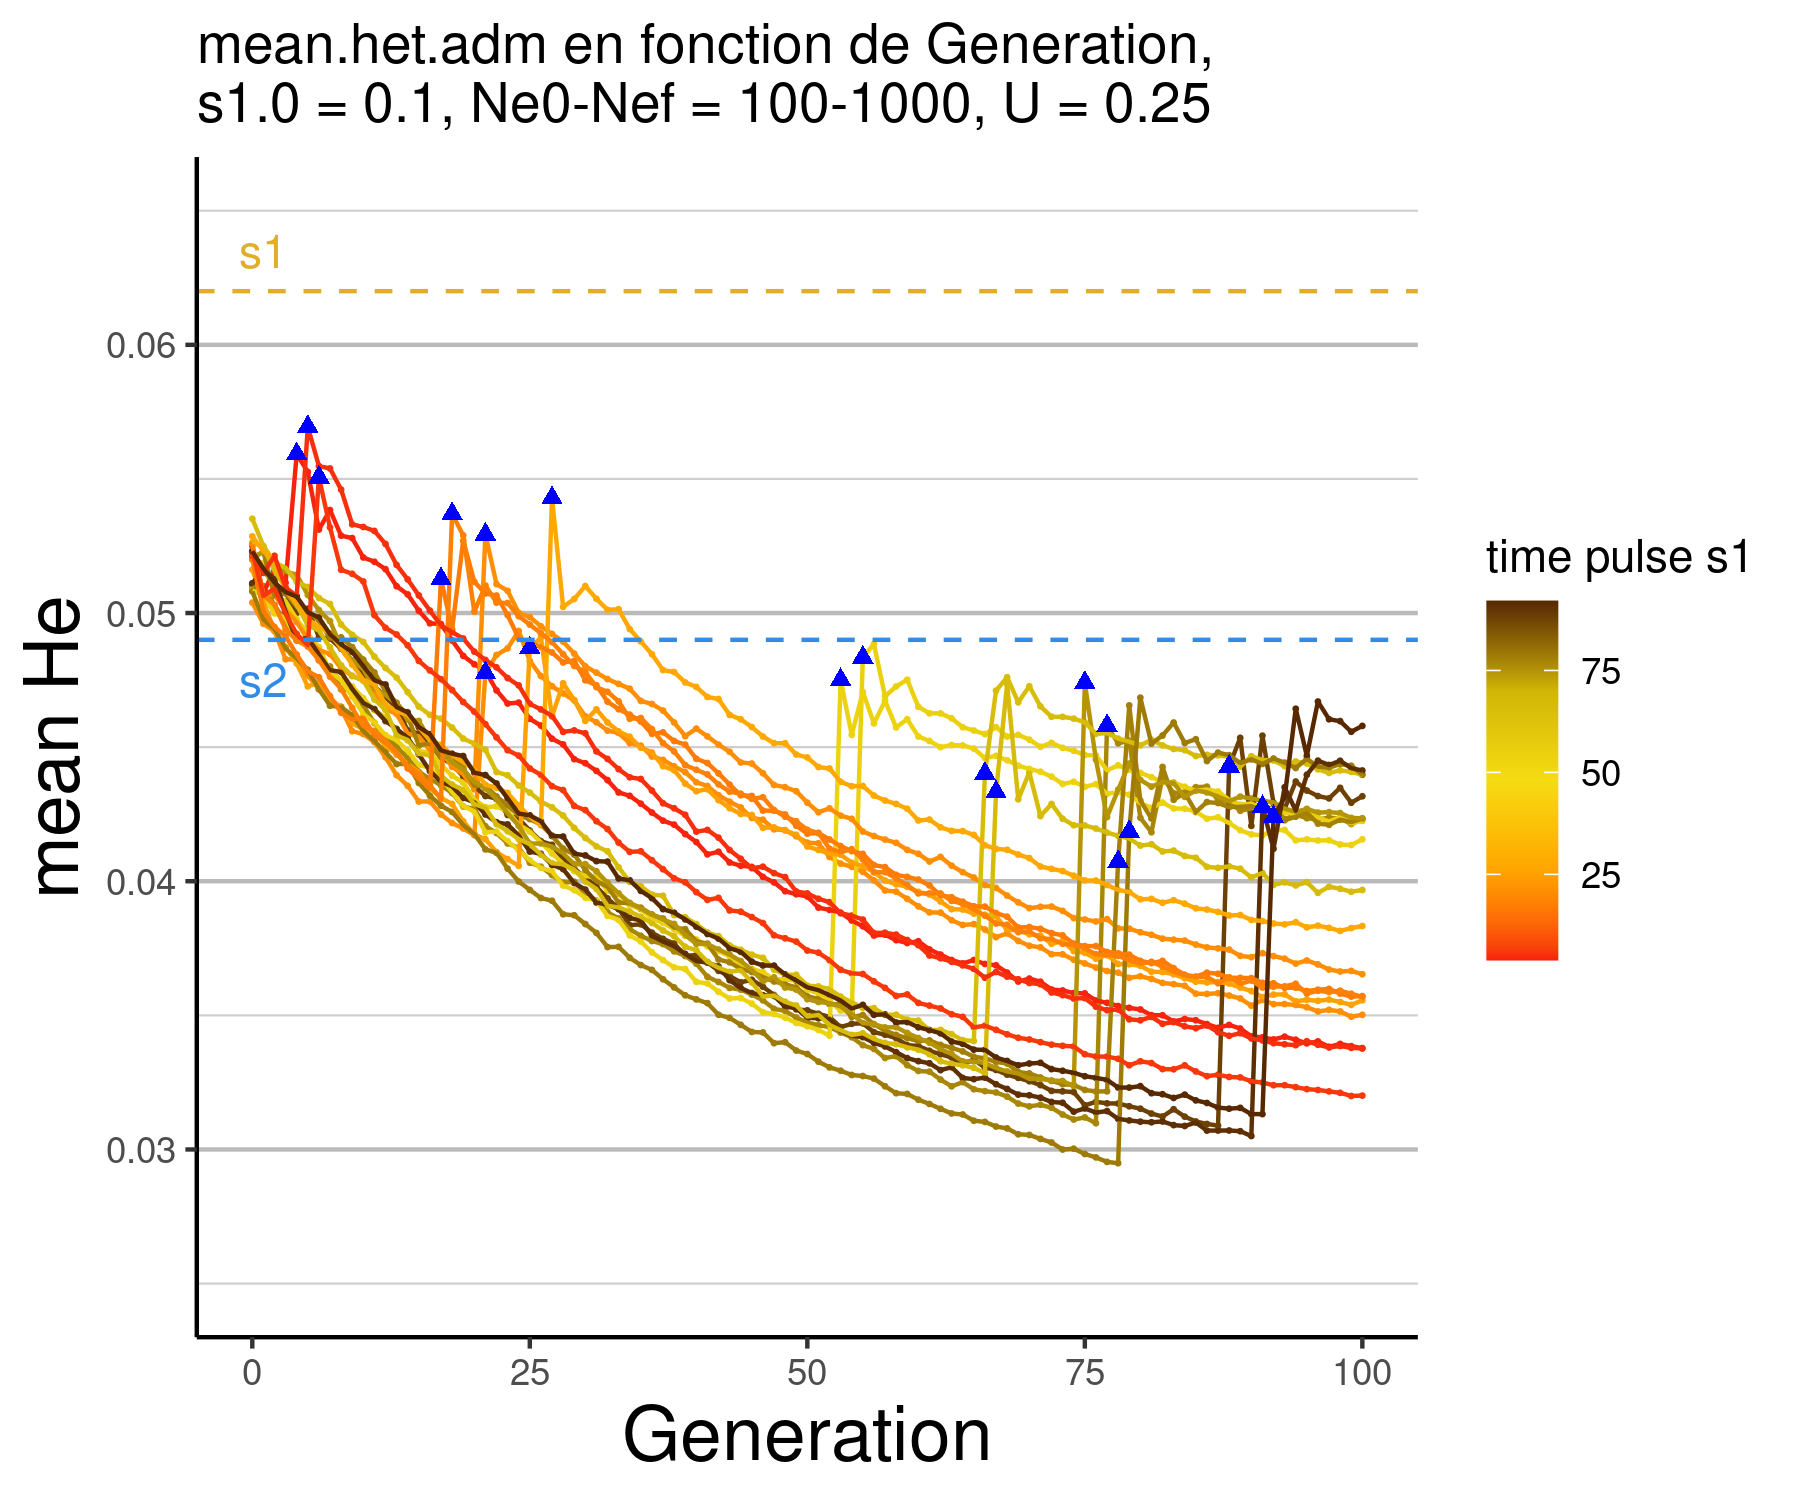 mean.het.adm en fonction de Generation,
s1.0 = 0.1, Ne0-Nef = 100-1000, U = 0.25
s1
s2
mean He
0.06
0.05
0.04
0.03
0
25
50
75
100
Generation
time pulse s1
75
50
25